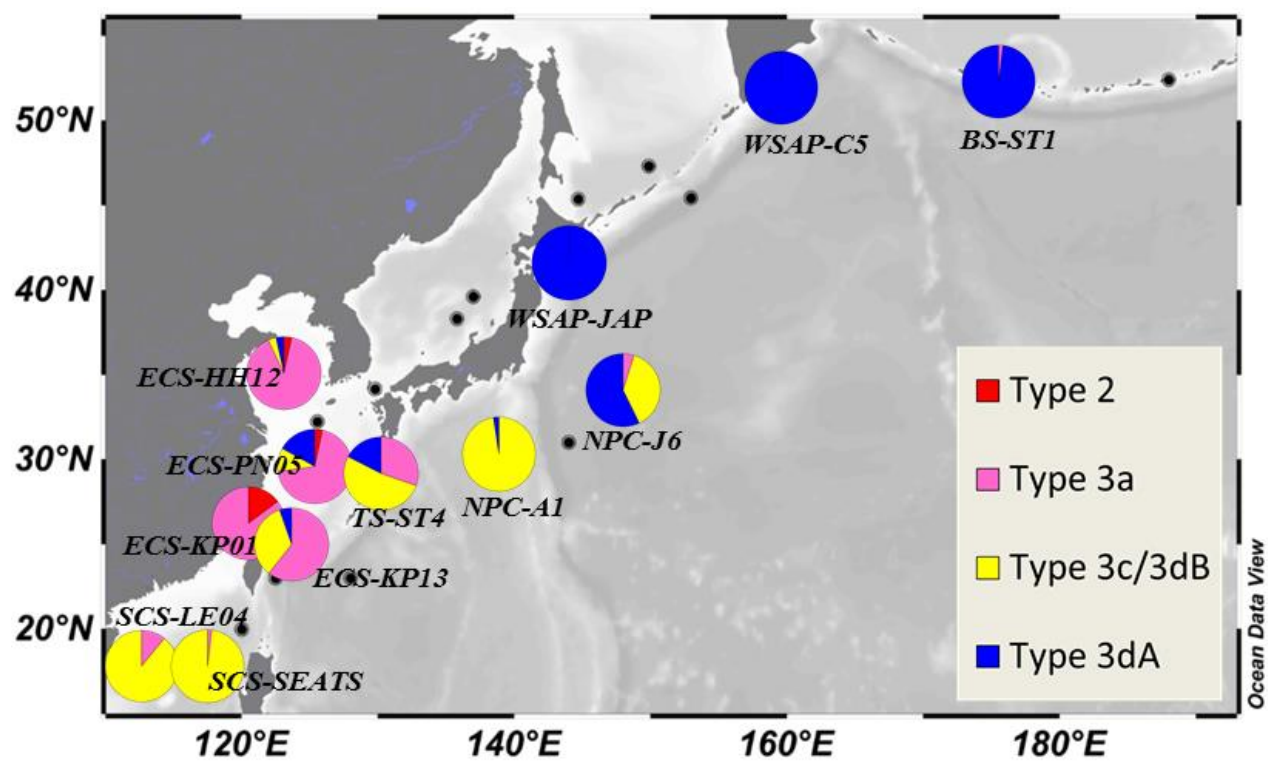 50°N
40°N
30°N
20°N
120°E
140°E
160°E
180°E
WSAP-C5
BS-ST1
WSAP-JAP
ECS-HH12
NPC-J6
ECS-PN05
TS-ST4
NPC-A1
ECS-KP01
ECS-KP13
SCS-LE04
SCS-SEATS
Type 2
Type 3a
Type 3c/3dB
Type 3dA
Ocean Data View